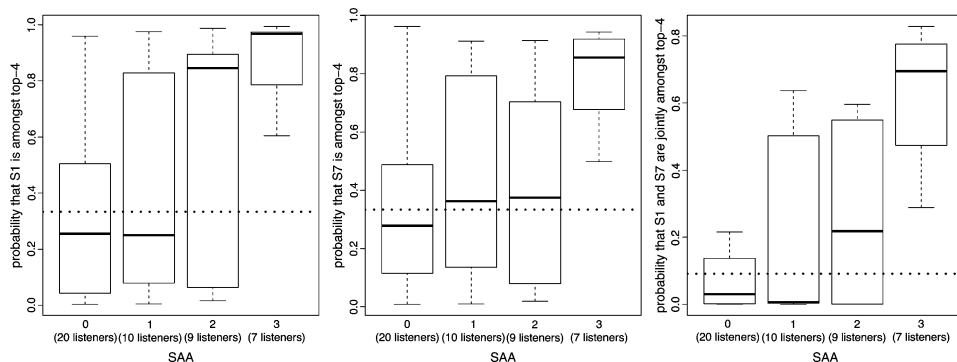 probability that S1 is amongst top-4
0.0 0.2 0.4 0.6 0.8 1.0
0 1 2 3
(20 listeners) (10 listeners) (9 listeners) (7 listeners)
SAA
probability that S7 is amongst top-4
0.0 0.2 0.4 0.6 0.8 1.0
0 1 2 3
(20 listeners) (10 listeners) (9 listeners) (7 listeners)
SAA
probability that S1 and S7 are jointly amongst top-4
0.0 0.2 0.4 0.6 0.8
0 1 2 3
(20 listeners) (10 listeners) (9 listeners) (7 listeners)
SAA